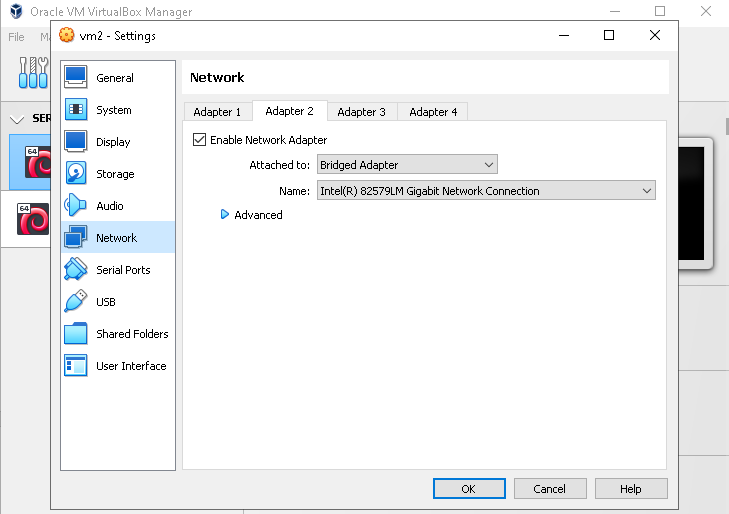 Oracle VM VirtualBox Manager
File
vm2 - Settings
General
System
Display
Storage
Audio
Network
Serial Ports
USB
Shared Folders
User Interface
Network
Adapter 1 Adapter 2 Adapter 3 Adapter 4
Enable Network Adapter
Attached to: Bridged Adapter
Name: Intel(R) 82579LM Gigabit Network Connection
Advanced
OK Cancel Help
SER
64
64